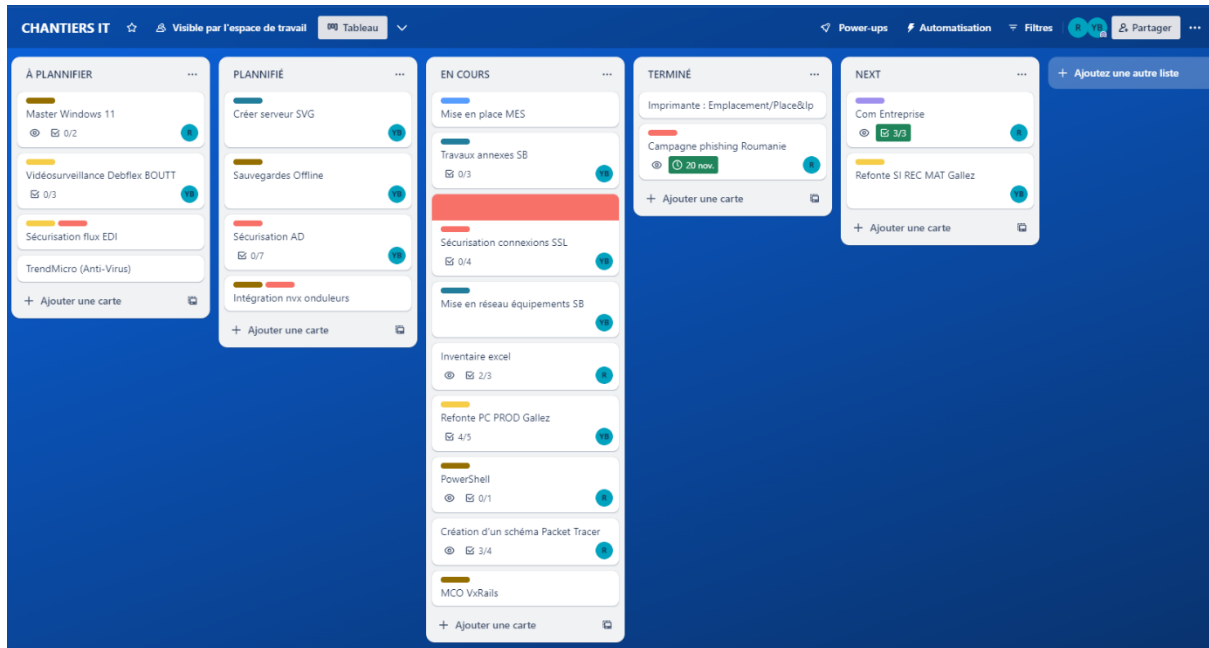 CHANTIERS IT
Visible par l'espace de travail
Tableau
Power-ups
Automatisation
Filtres
R
YB
Partager
À PLANNIFIER
Master Windows 11
0/2
R
Vidéosurveillance Debflex BOUTT
0/3
YB
Sécurisation flux EDI
TrendMicro (Anti-Virus)
+ Ajouter une carte
PLANNIFIÉ
Créer serveur SVG
YB
Sauvegardes Offline
YB
Sécurisation AD
0/7
YB
Intégration nvx onduleurs
+ Ajouter une carte
EN COURS
Mise en place MES
Travaux annexes SB
0/3
YB
Sécurisation connexions SSL
0/4
YB
Mise en réseau équipements SB
YB
Inventaire excel
2/3
R
Refonte PC PROD Gallez
4/5
YB
PowerShell
0/1
R
Création d'un schéma Packet Tracer
3/4
R
MCO VxRails
+ Ajouter une carte
TERMINÉ
Imprimante : Emplacement/Place&Ip
Campagne phishing Roumanie
20 nov.
R
+ Ajouter une carte
NEXT
Com Entreprise
3/3
R
Refonte SI REC MAT Gallez
YB
+ Ajouter une carte
+ Ajoutez une autre liste